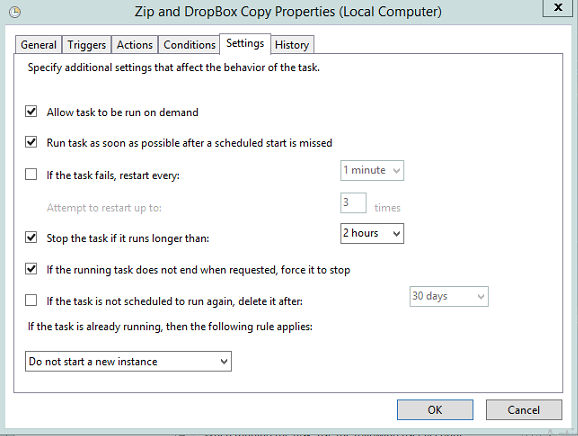 Zip and DropBox Copy Properties (Local Computer)
x
General Triggers Actions Conditions Settings History
Specify additional settings that affect the behavior of the task.
Allow task to be run on demand
Run task as soon as possible after a scheduled start is missed
If the task fails, restart every: 1 minute
Attempt to restart up to: 3 times
Stop the task if it runs longer than: 2 hours
If the running task does not end when requested, force it to stop
If the task is not scheduled to run again, delete it after: 30 days
If the task is already running, then the following rule applies:
Do not start a new instance
OK Cancel